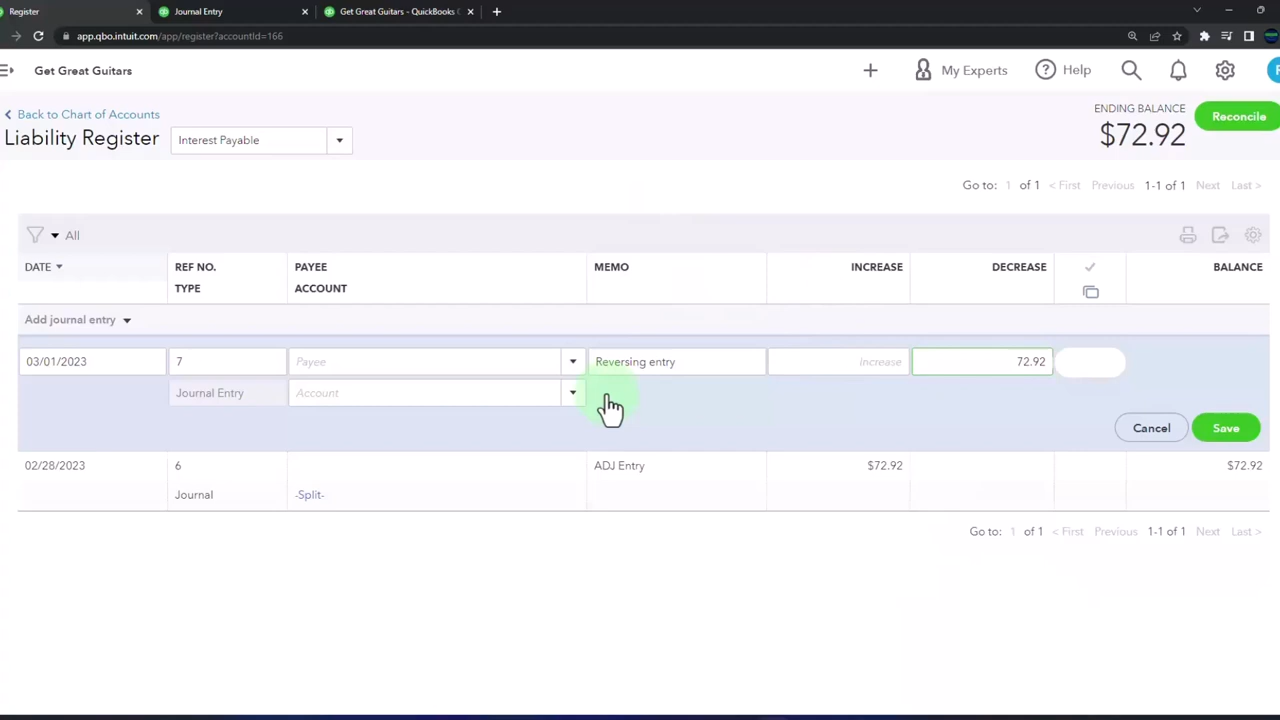 Register
Journal Entry
Get Great Guitars - QuickBooks
app.qbo.intuit.com/app/register?accountId=166
Get Great Guitars
My Experts
Help
Back to Chart of Accounts
Liability Register
Interest Payable
ENDING BALANCE
$72.92
Reconcile
Go to: 1 of 1 < First Previous 1-1 of 1 Next Last >
All
DATE REF NO. PAYEE MEMO INCREASE DECREASE ✓ BALANCE
TYPE ACCOUNT
Add journal entry
03/01/2023 7 Payee Reversing entry Increase 72.92
Journal Entry Account
Cancel Save
02/28/2023 6 ADJ Entry $72.92 $72.92
Journal -Split-
Go to: 1 of 1 < First Previous 1-1 of 1 Next Last >